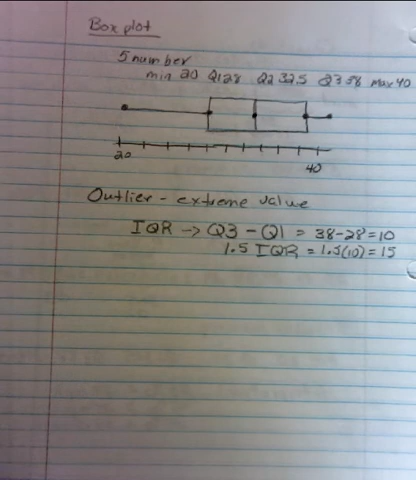 Box plot
5 number
min 20 Q1 28 Q2 32.5 Q3 38 max 40
20 40
Outlier - extreme value
IQR → Q3 - Q1 = 38-28=10
1.5 IQR = 1.5(10) = 15